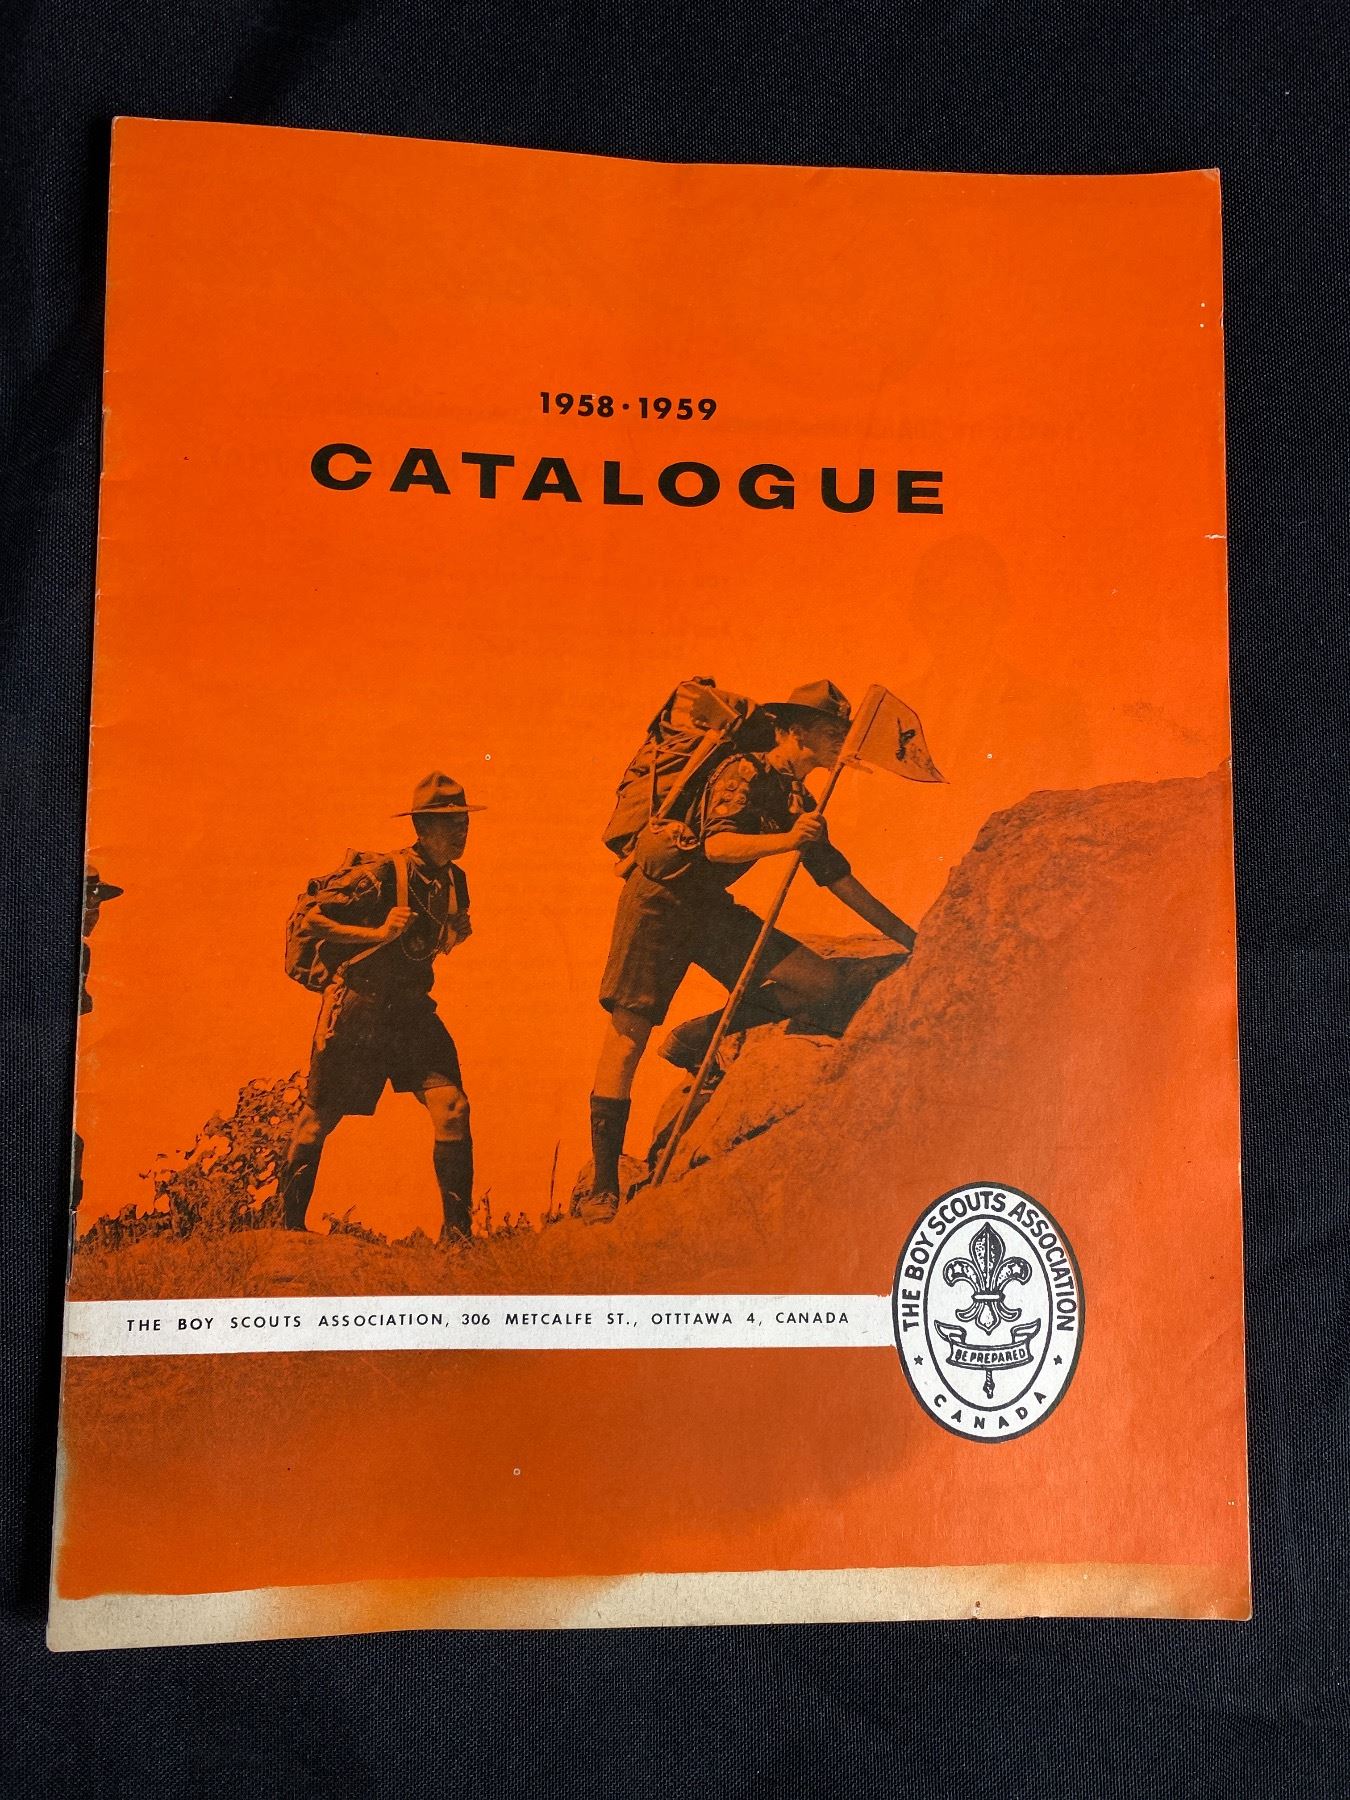 1958 · 1959
CATALOGUE
THE BOY SCOUTS ASSOCIATION, 306 METCALFE ST., OTTTAWA 4, CANADA
THE BOY SCOUTS ASSOCIATION
BE PREPARED
CANADA